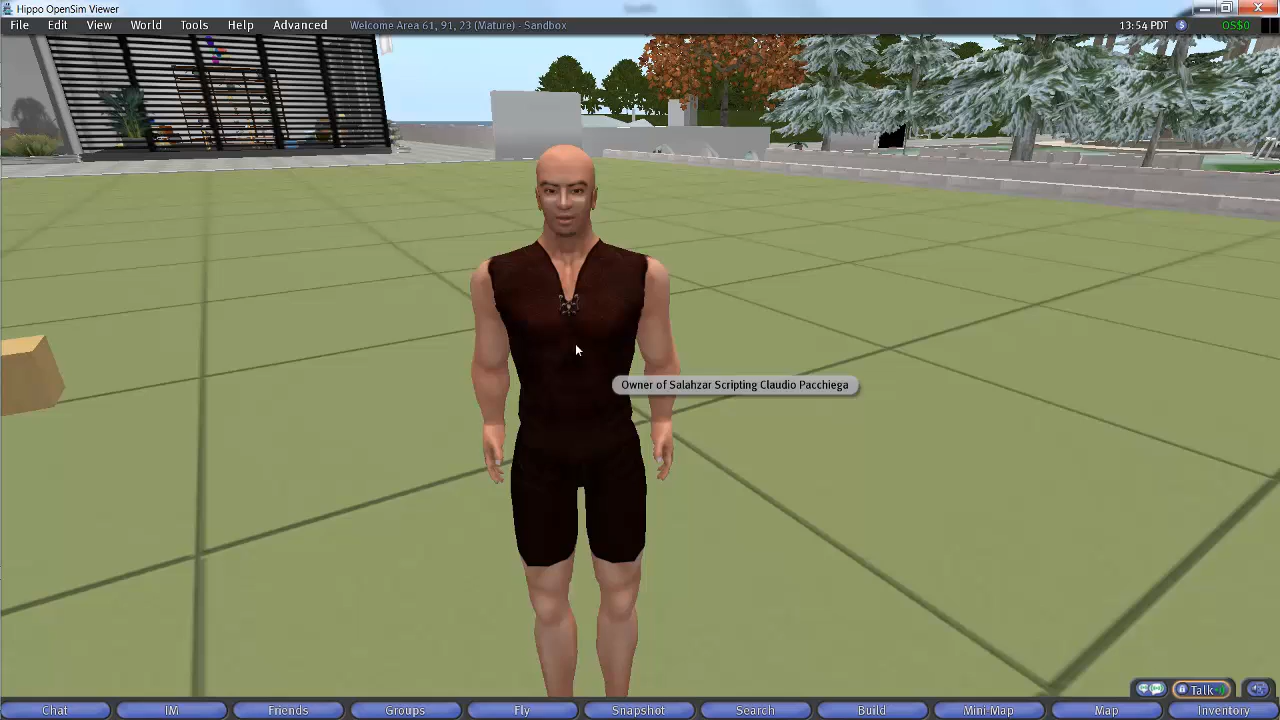 Hippo OpenSim Viewer
File Edit View World Tools Help Advanced Welcome Area 61, 91, 23 (Mature) - Sandbox 13:54 PDT $ OS$0
Owner of Salahzar Scripting Claudio Pacchiega
Talk
Chat IM Friends Groups Fly Snapshot Search Build Mini-Map Map Inventory